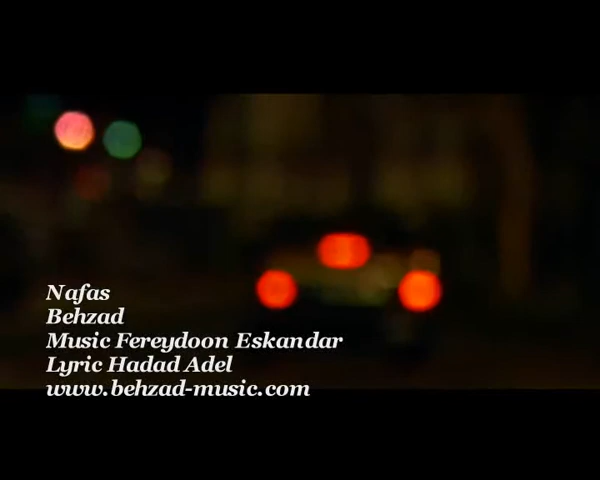 Nafas
Behzad
Music Fereydoon Eskandar
Lyric Hadad Adel
www.behzad-music.com